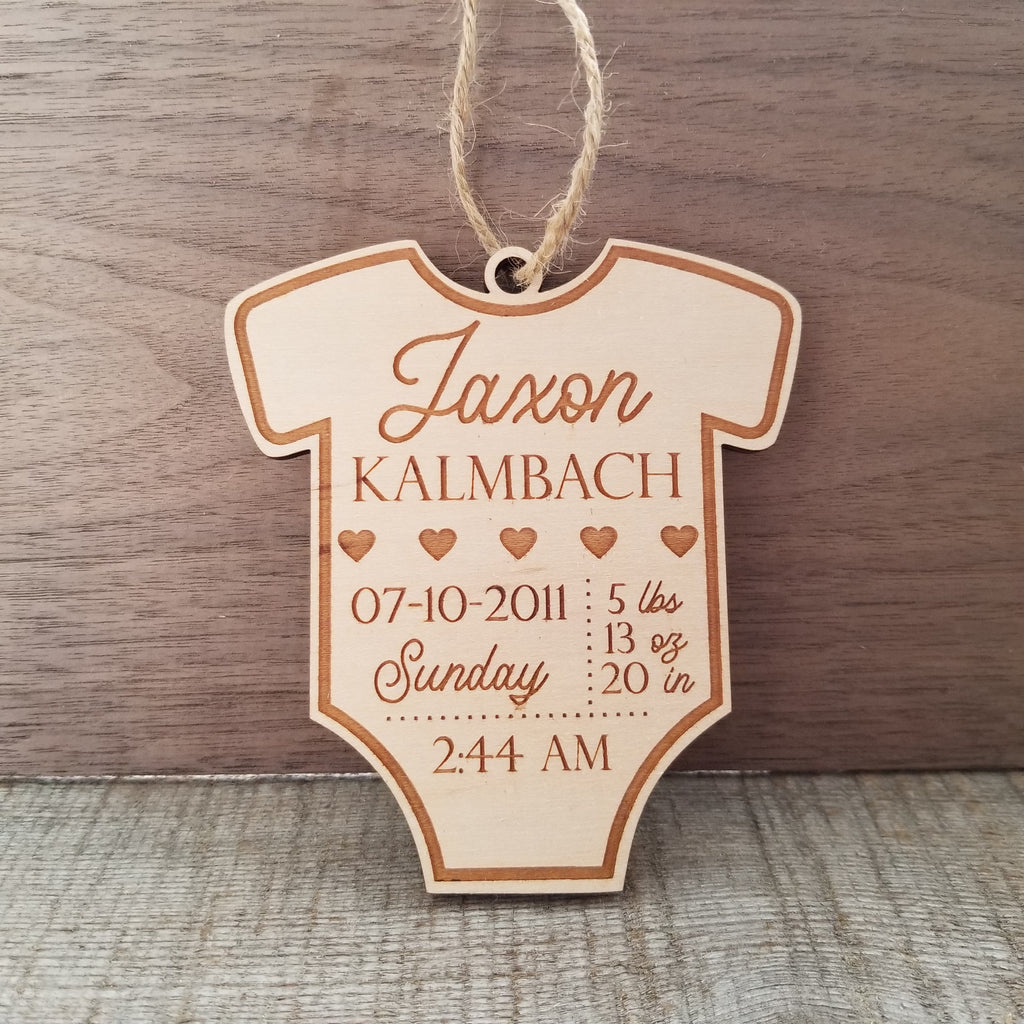 Jaxon
KALMBACH
07-10-2011
Sunday
5 lbs
13 oz
20 in
2:44 AM